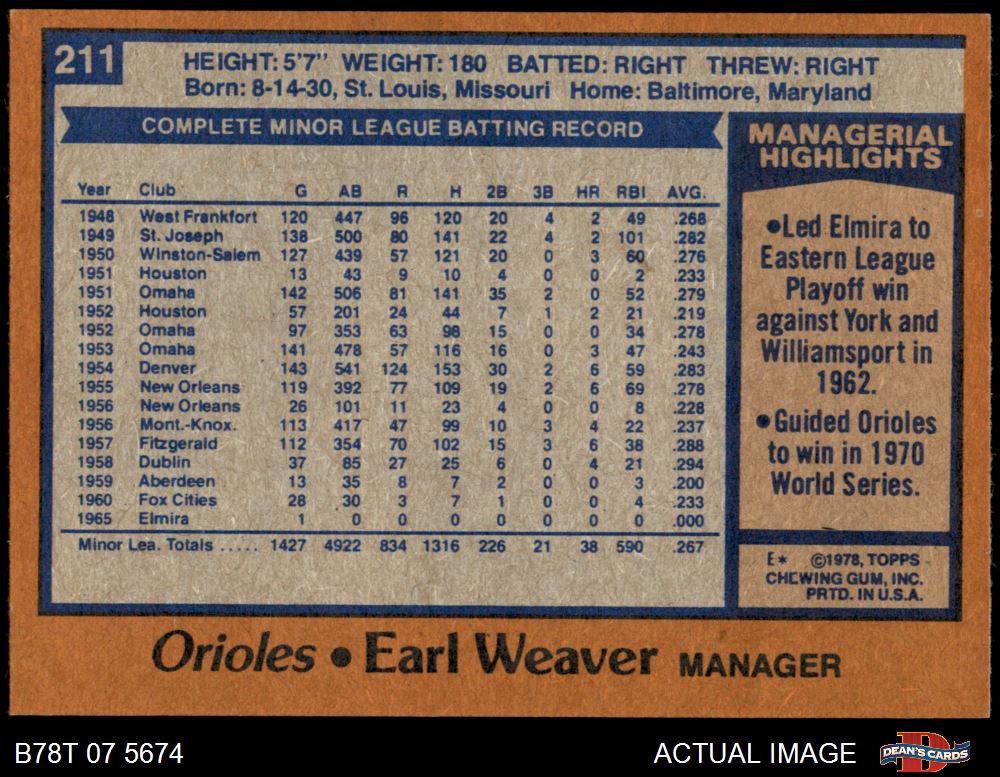 211
HEIGHT: 5'7" WEIGHT: 180 BATTED: RIGHT THREW: RIGHT
Born: 8-14-30, St. Louis, Missouri Home: Baltimore, Maryland
COMPLETE MINOR LEAGUE BATTING RECORD
Year Club G AB R H 2B 3B HR RBI AVG.
1948 West Frankfort 120 447 96 120 20 4 2 49 .268
1949 St. Joseph 138 500 80 141 22 4 2 101 .282
1950 Winston-Salem 127 439 57 121 20 0 3 60 .276
1951 Houston 13 43 9 10 4 0 0 2 .233
1951 Omaha 142 506 81 141 35 2 0 52 .279
1952 Houston 57 201 24 44 7 1 2 21 .219
1952 Omaha 97 353 63 98 15 0 0 34 .278
1953 Omaha 141 478 57 116 16 0 3 47 .243
1954 Denver 143 541 124 153 30 2 6 59 .283
1955 New Orleans 119 392 77 109 19 2 6 69 .278
1956 New Orleans 26 101 11 23 4 0 0 8 .228
1956 Mont.-Knox. 113 417 47 99 10 3 4 22 .237
1957 Fitzgerald 112 354 70 102 15 3 6 38 .288
1958 Dublin 37 85 27 25 6 0 4 21 .294
1959 Aberdeen 13 35 8 7 2 0 0 3 .200
1960 Fox Cities 28 30 3 7 1 0 0 4 .233
1965 Elmira 1 0 0 0 0 0 0 0 .000
Minor Lea. Totals ..... 1427 4922 834 1316 226 21 38 590 .267
MANAGERIAL
HIGHLIGHTS
●Led Elmira to
Eastern League
Playoff win
against York and
Williamsport in
1962.
●Guided Orioles
to win in 1970
World Series.
E* ©1978, TOPPS
CHEWING GUM, INC.
PRTD. IN U.S.A.
Orioles ● Earl Weaver MANAGER
B78T 07 5674 ACTUAL IMAGE
D
DEAN'S CARDS